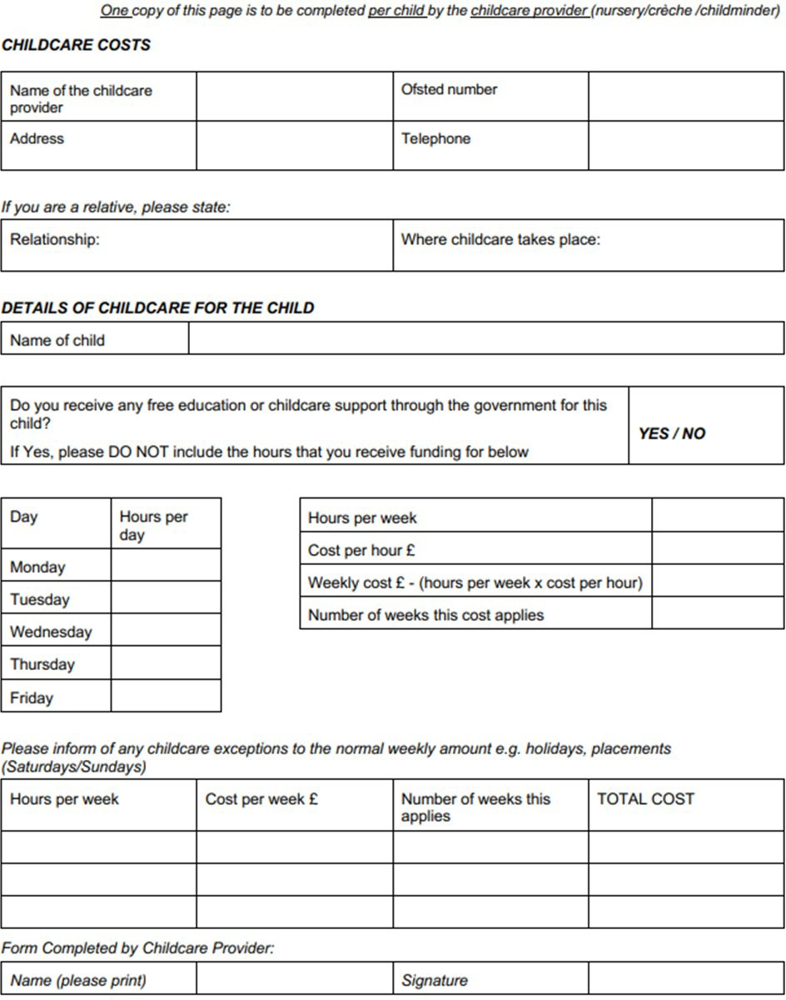 One copy of this page is to be completed per child by the childcare provider (nursery/crèche /childminder)
CHILDCARE COSTS
Name of the childcare
provider
Ofsted number
Address
Telephone
If you are a relative, please state:
Relationship:
Where childcare takes place:
DETAILS OF CHILDCARE FOR THE CHILD
Name of child
Do you receive any free education or childcare support through the government for this
child?
If Yes, please DO NOT include the hours that you receive funding for below
YES / NO
Day
Hours per
day
Monday
Tuesday
Wednesday
Thursday
Friday
Hours per week
Cost per hour £
Weekly cost £ - (hours per week x cost per hour)
Number of weeks this cost applies
Please inform of any childcare exceptions to the normal weekly amount e.g. holidays, placements
(Saturdays/Sundays)
Hours per week
Cost per week £
Number of weeks this
applies
TOTAL COST
Form Completed by Childcare Provider:
Name (please print)
Signature